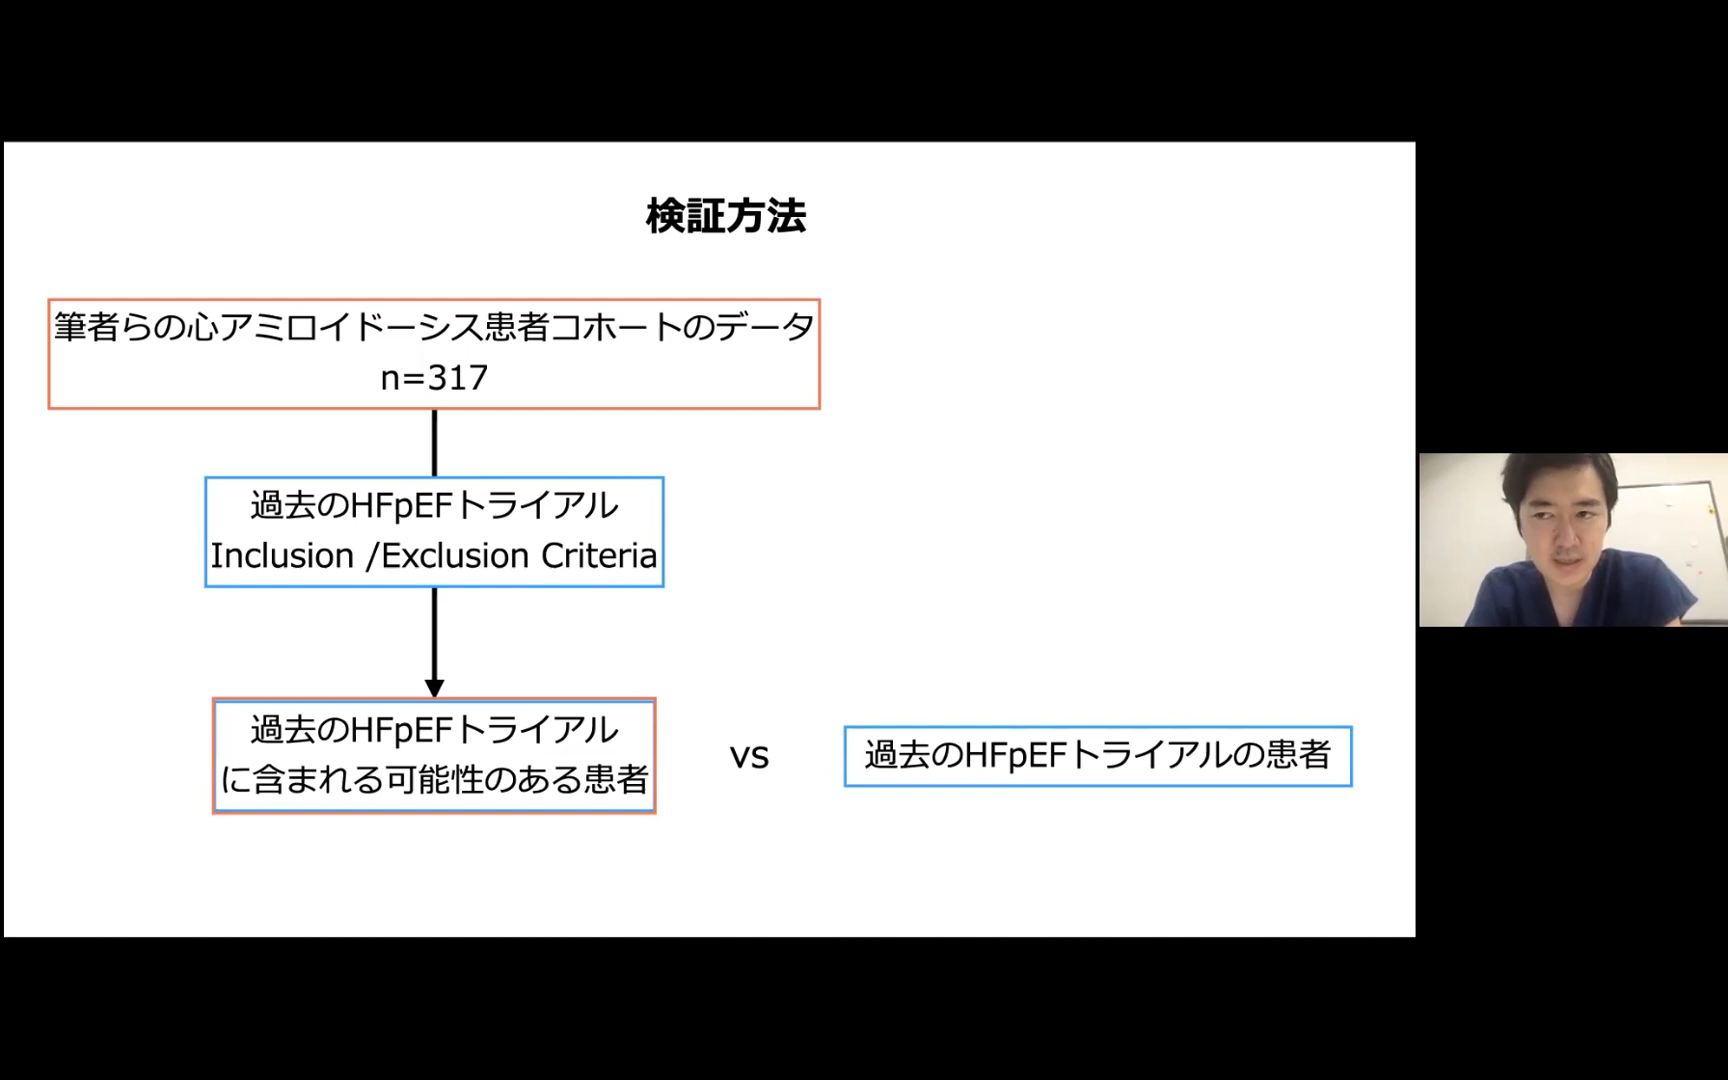 検証方法
筆者らの心アミロイドーシス患者コホートのデータ
n=317
過去のHFpEFトライアル
Inclusion /Exclusion Criteria
過去のHFpEFトライアル
に含まれる可能性のある患者
vs
過去のHFpEFトライアルの患者